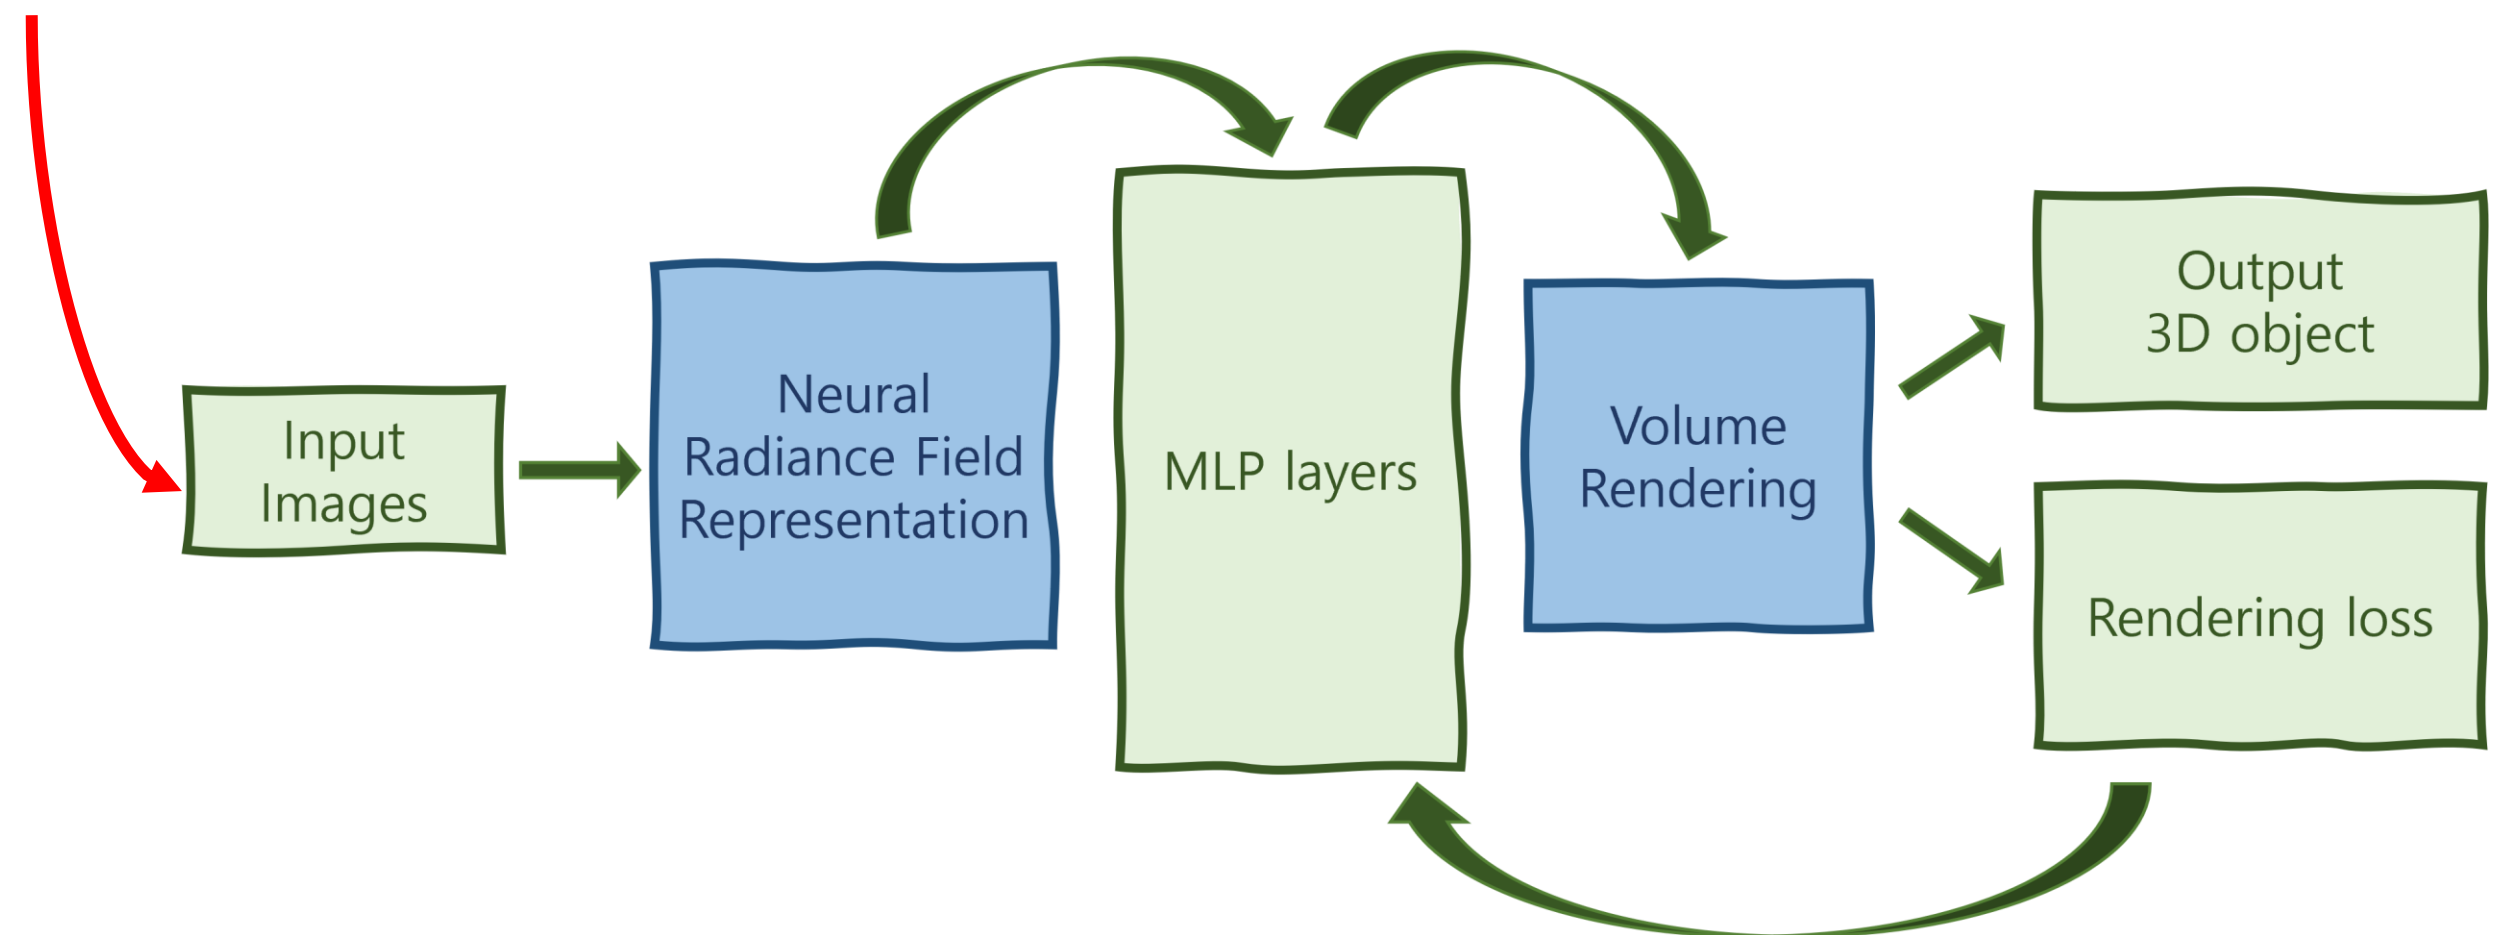 Input
Images
Neural
Radiance Field
Representation
MLP layers
Volume
Rendering
Output
3D object
Rendering loss